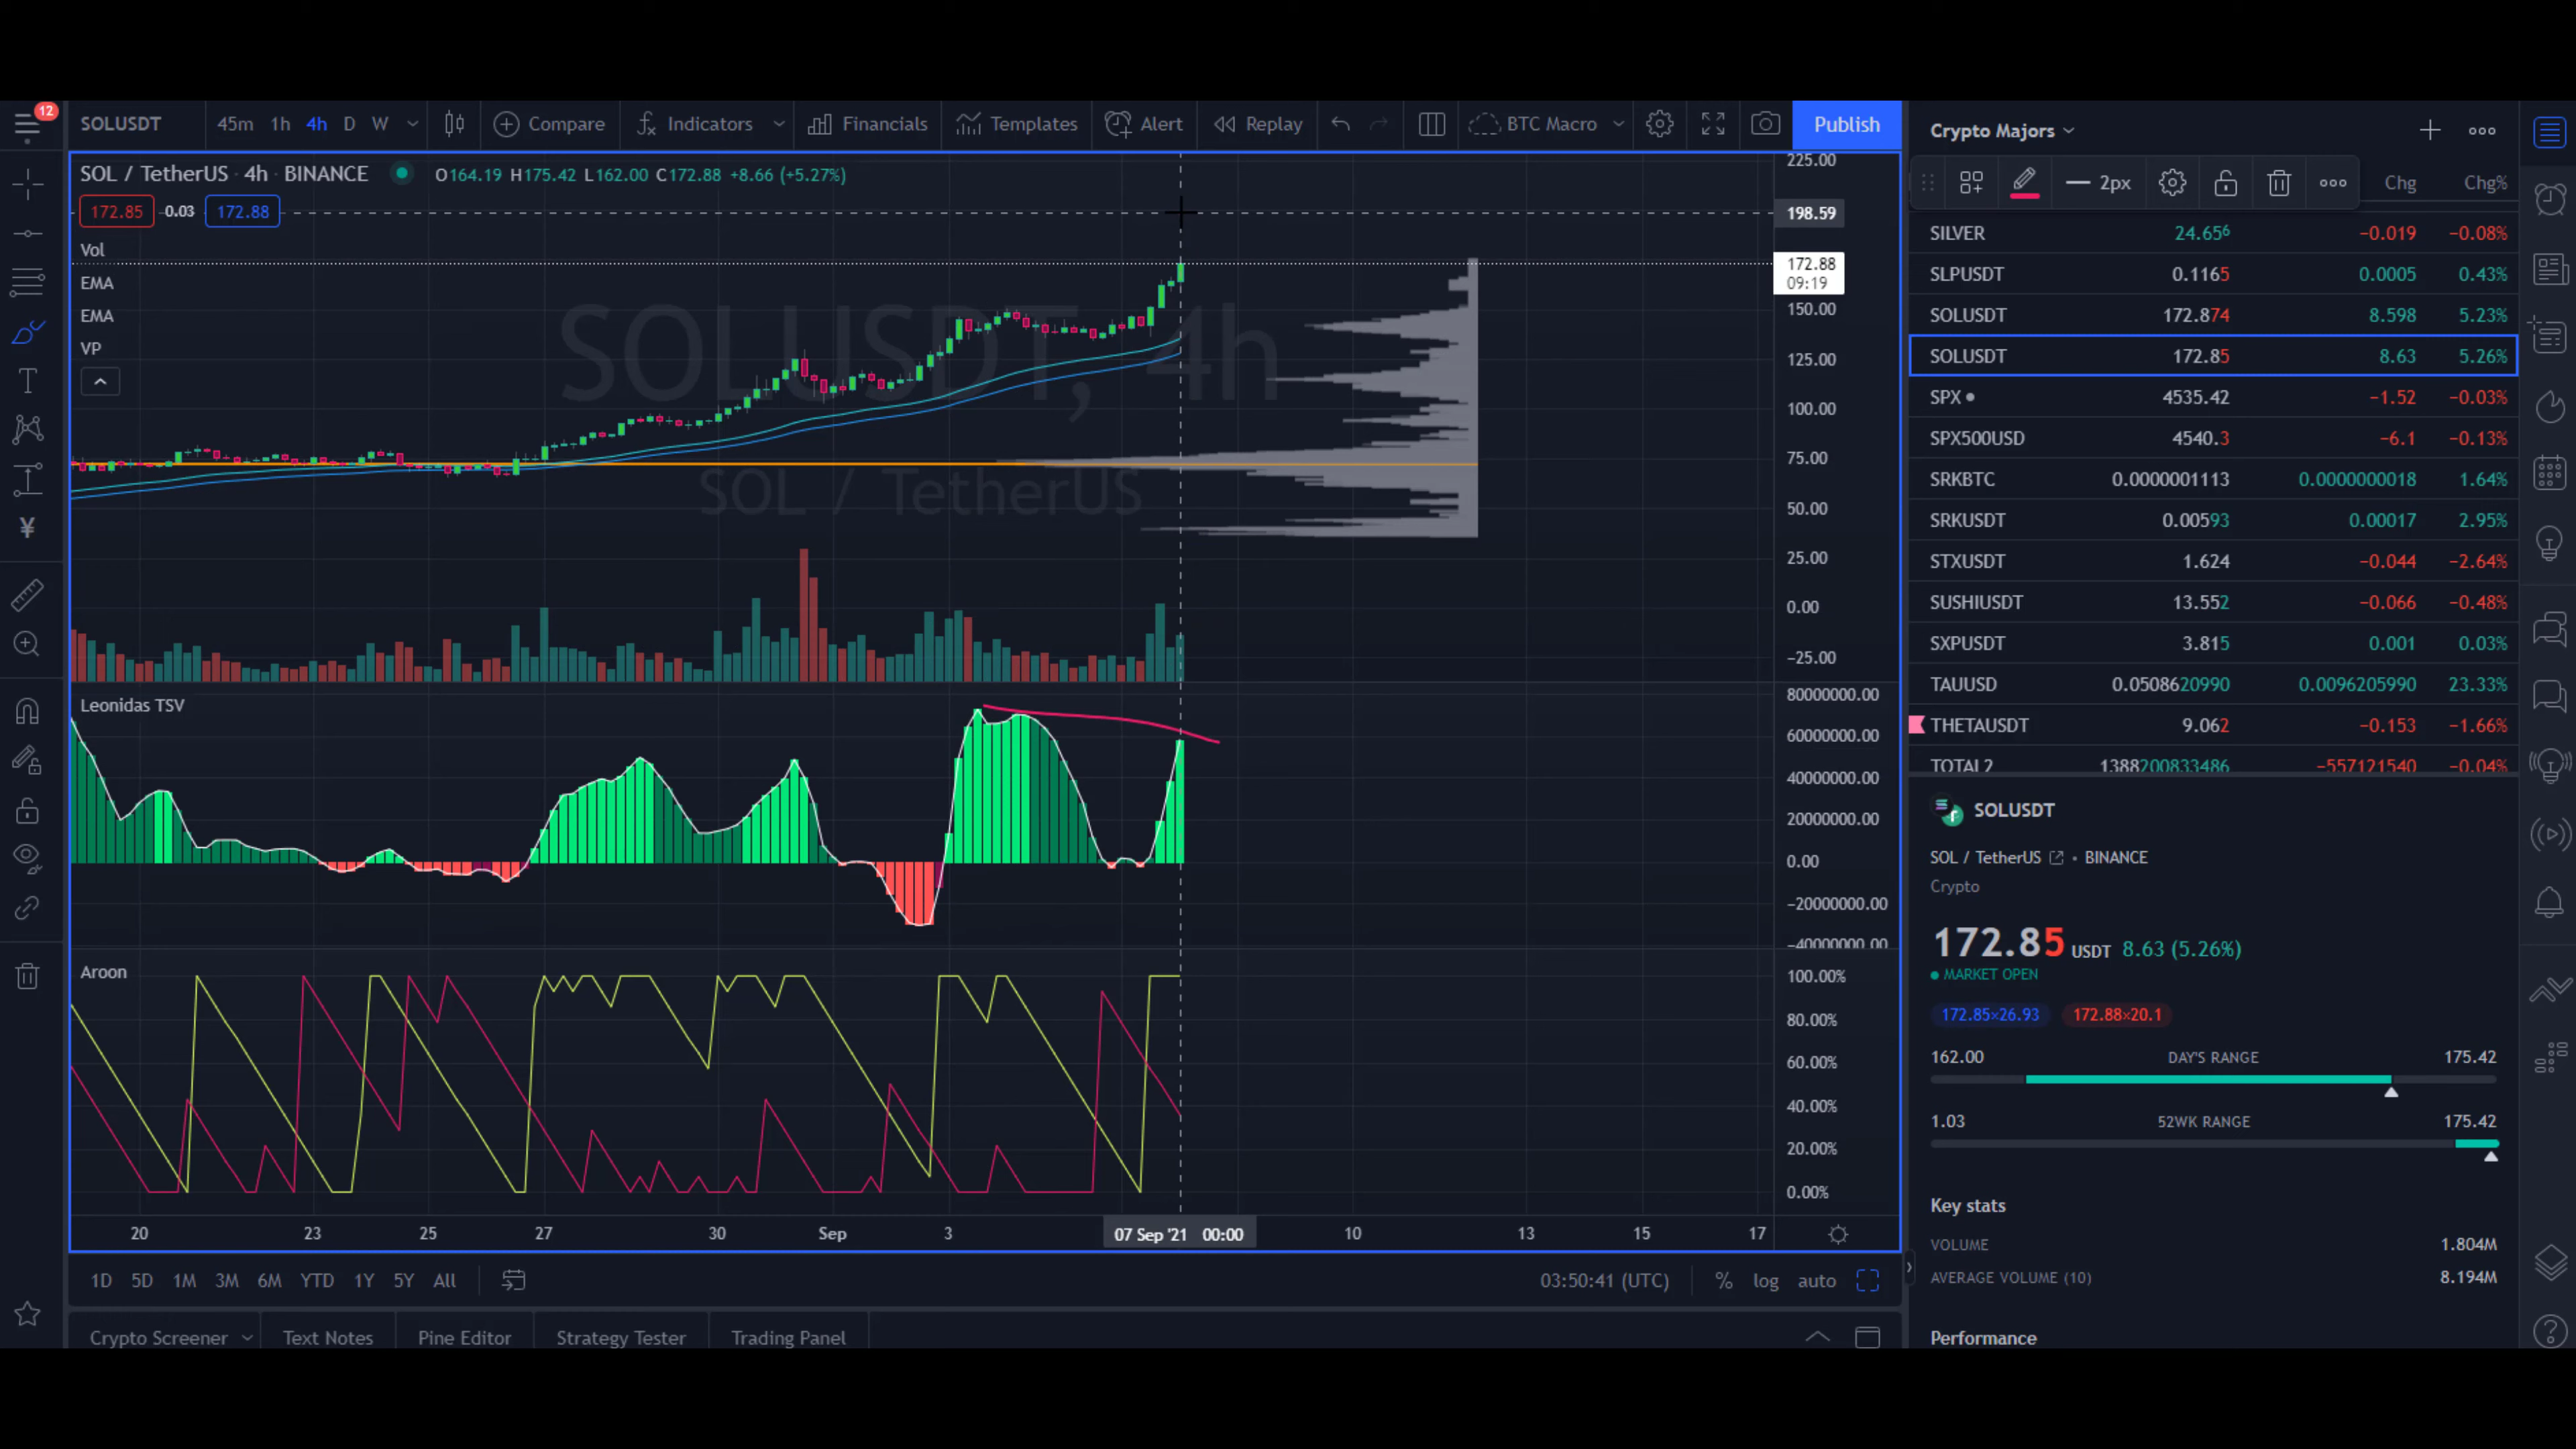 12
SOLUSDT 45m 1h 4h D W Compare Indicators Financials Templates Alert Replay BTC Macro Publish
SOL / TetherUS · 4h · BINANCE O164.19 H175.42 L162.00 C172.88 +8.66 (+5.27%)
172.85 0.03 172.88
Vol
EMA
EMA
VP
SOLUSDT, 4h
SOL / TetherUS
225.00
198.59
172.88
09:19
150.00
125.00
100.00
75.00
50.00
25.00
0.00
−25.00
Leonidas TSV
80000000.00
60000000.00
40000000.00
20000000.00
0.00
−20000000.00
−40000000.00
Aroon
100.00%
80.00%
60.00%
40.00%
20.00%
0.00%
20 23 25 27 30 Sep 3 07 Sep '21 00:00 10 13 15 17
1D 5D 1M 3M 6M YTD 1Y 5Y All 03:50:41 (UTC) % log auto
Crypto Screener Text Notes Pine Editor Strategy Tester Trading Panel
Crypto Majors
2px Chg Chg%
SILVER 24.656 −0.019 −0.08%
SLPUSDT 0.1165 0.0005 0.43%
SOLUSDT 172.874 8.598 5.23%
SOLUSDT 172.85 8.63 5.26%
SPX 4535.42 −1.52 −0.03%
SPX500USD 4540.3 −6.1 −0.13%
SRKBTC 0.0000001113 0.0000000018 1.64%
SRKUSDT 0.00593 0.00017 2.95%
STXUSDT 1.624 −0.044 −2.64%
SUSHIUSDT 13.552 −0.066 −0.48%
SXPUSDT 3.815 0.001 0.03%
TAUUSD 0.0508620990 0.0096205990 23.33%
THETAUSDT 9.062 −0.153 −1.66%
TOTAL2 1388200833486 −557121540 −0.04%
SOLUSDT
SOL / TetherUS · BINANCE
Crypto
172.85 USDT 8.63 (5.26%)
MARKET OPEN
172.85×26.93 172.88×20.1
162.00 DAY'S RANGE 175.42
1.03 52WK RANGE 175.42
Key stats
VOLUME 1.804M
AVERAGE VOLUME (10) 8.194M
Performance